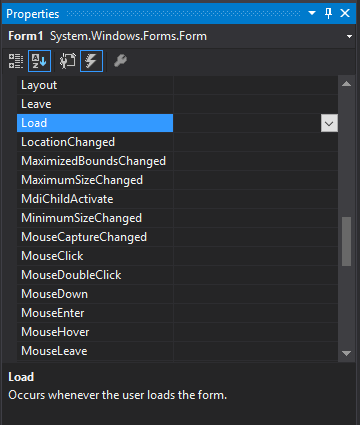 Properties
Form1 System.Windows.Forms.Form
Layout
Leave
Load
LocationChanged
MaximizedBoundsChanged
MaximumSizeChanged
MdiChildActivate
MinimumSizeChanged
MouseCaptureChanged
MouseClick
MouseDoubleClick
MouseDown
MouseEnter
MouseHover
MouseLeave
Load
Occurs whenever the user loads the form.